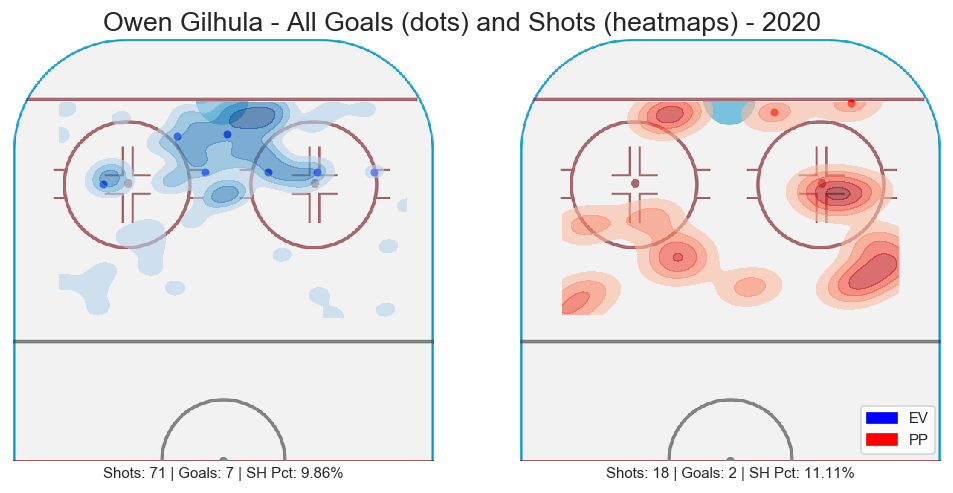 Owen Gilhula - All Goals (dots) and Shots (heatmaps) - 2020
EV
PP
Shots: 71 | Goals: 7 | SH Pct: 9.86%
Shots: 18 | Goals: 2 | SH Pct: 11.11%